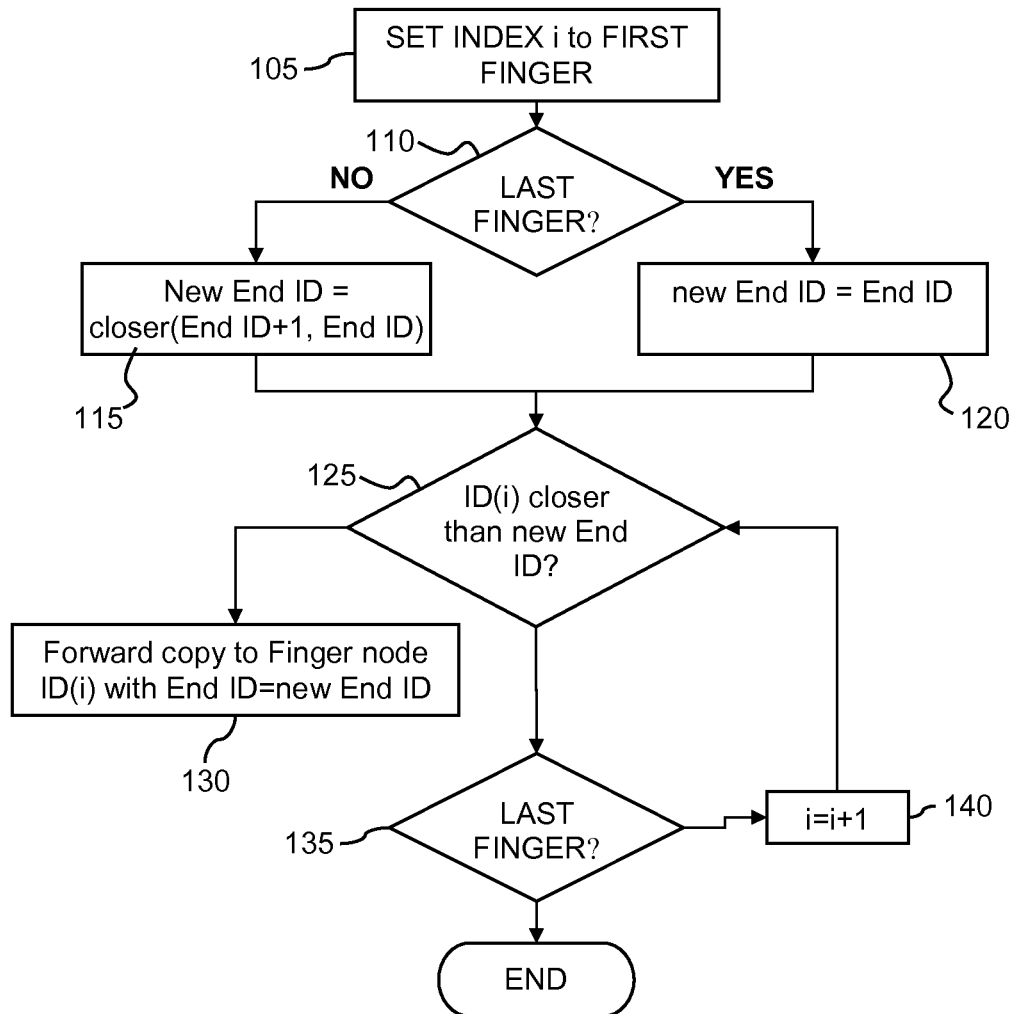 SET INDEX i to FIRST
FINGER
105
110
NO
YES
LAST
FINGER?
New End ID =
closer(End ID+1, End ID)
new End ID = End ID
115
120
125
ID(i) closer
than new End
ID?
Forward copy to Finger node
ID(i) with End ID=new End ID
130
LAST
FINGER?
135
i=i+1
140
END